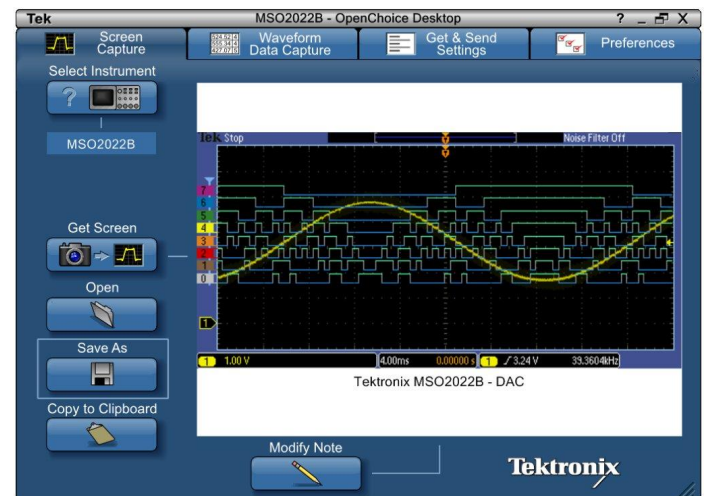 Tek
MSO2022B - OpenChoice Desktop
? _ X
Screen
Capture
Waveform
Data Capture
Get & Send
Settings
Preferences
Select Instrument
?
MSO2022B
Tek Stop
Noise Filter Off
7
6
5
4
3
2
1
0
1
1 1.00 V
4.00ms
0.00000 s
1
3.24 V
39.3604kHz
Get Screen
Open
Save As
Copy to Clipboard
Tektronix MSO2022B - DAC
Modify Note
Tektronix